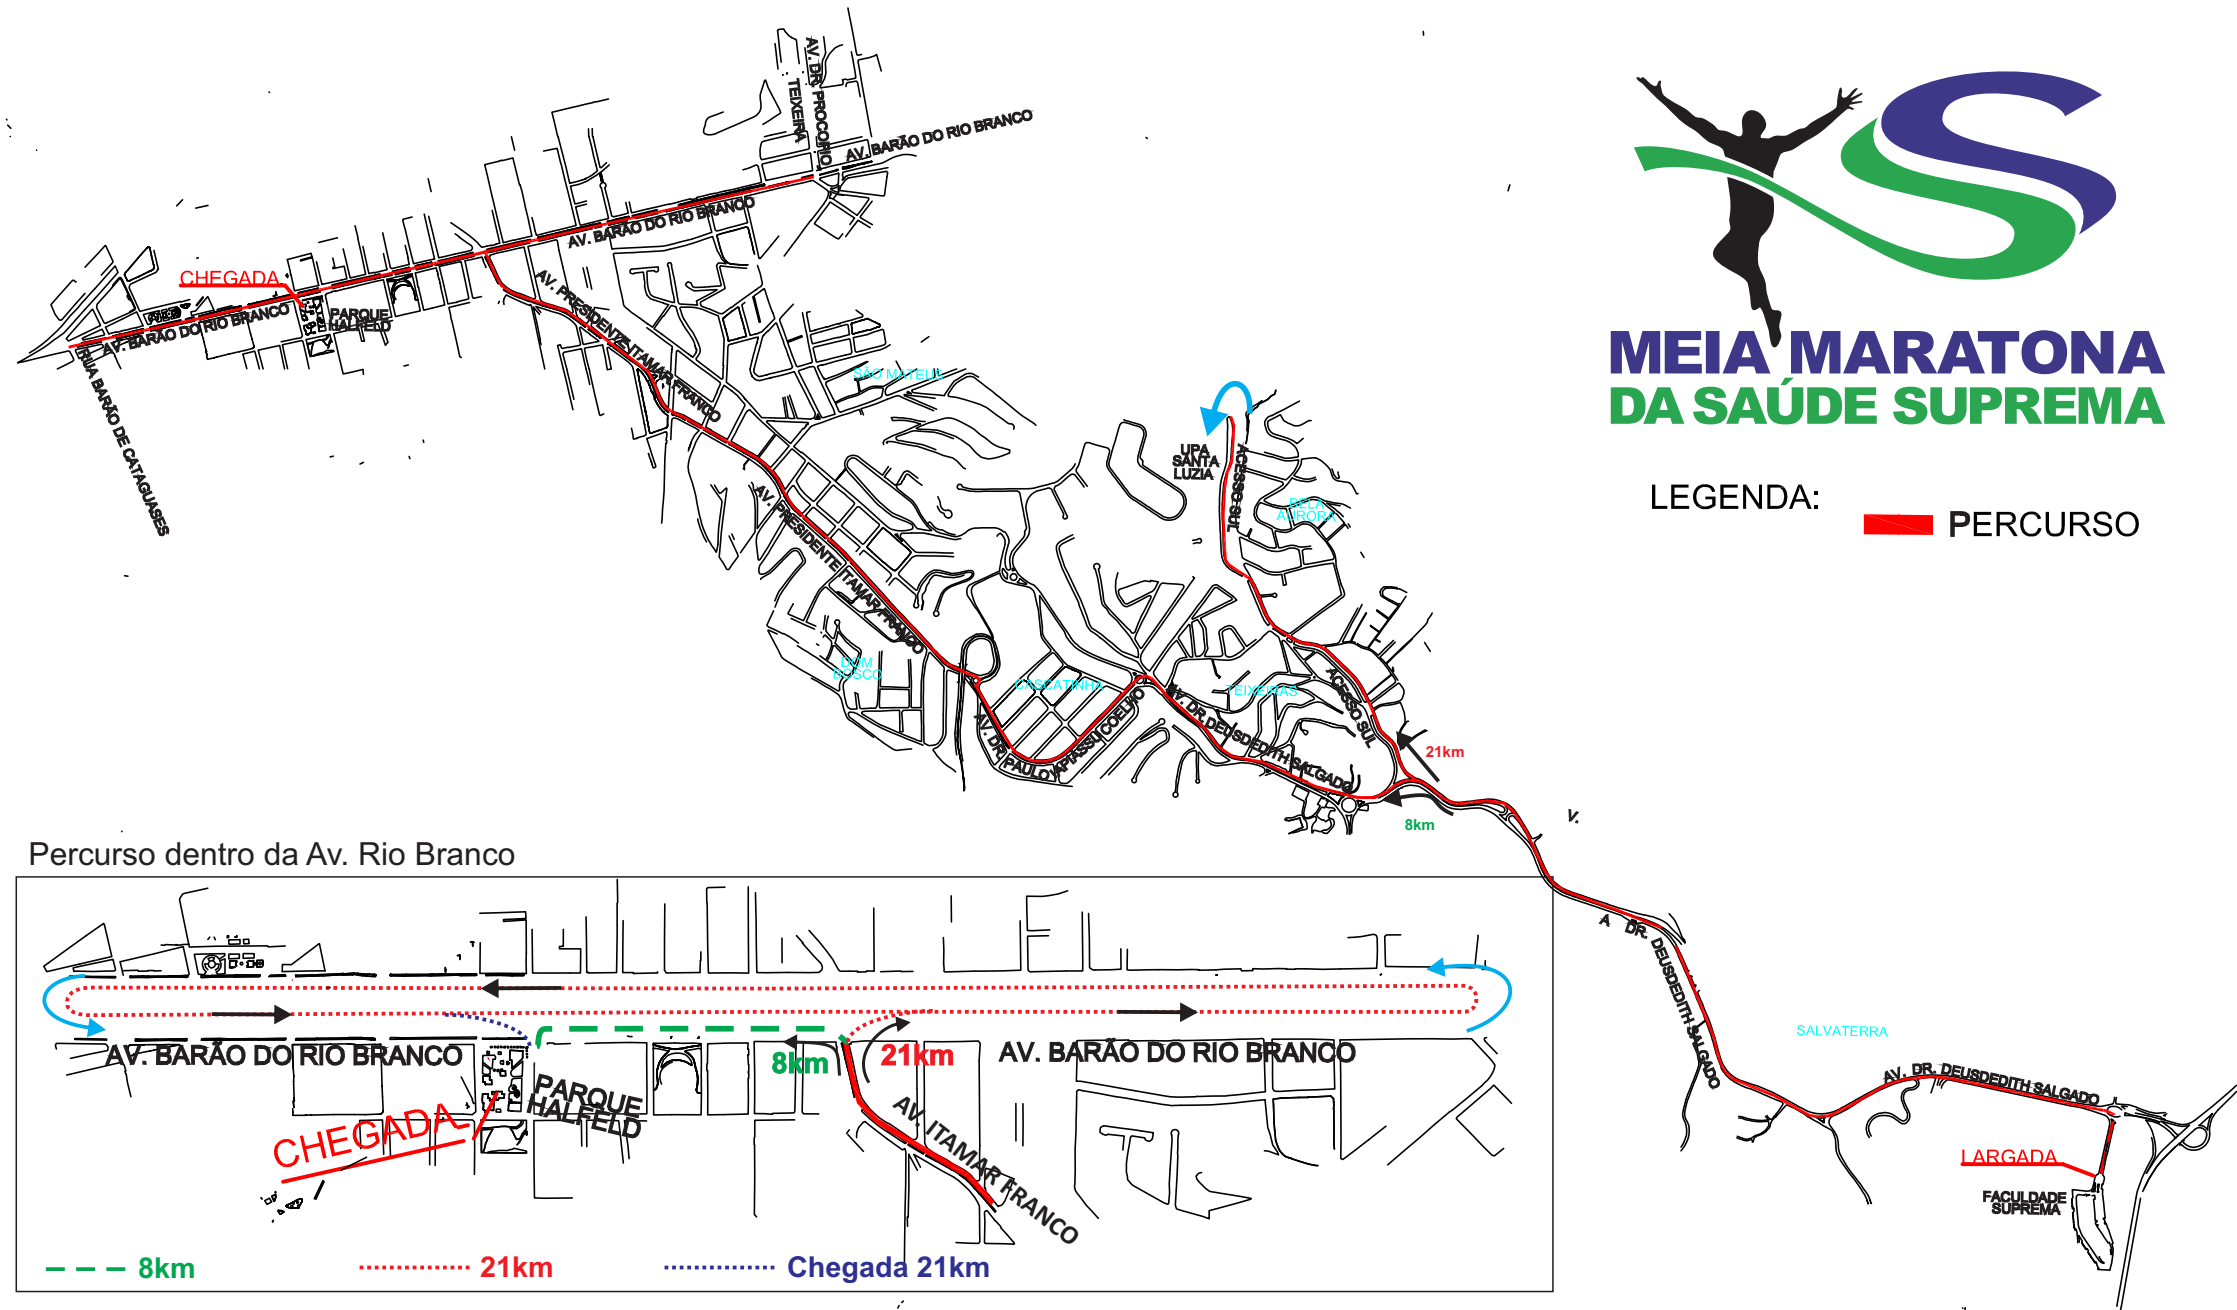 AV. DR. PROCOPIO
TEIXEIRA
AV. BARÃO DO RIO BRANCO
AV. BARÃO DO RIO BRANCO
CHEGADA
AV. BARÃO DO RIO BRANCO
PARQUE
HALFELD
RUA BARÃO DE CATAGUASES
AV. PRESIDENTE ITAMAR FRANCO
SÃO MATEUS
AV. PRESIDENTE ITAMAR FRANCO
DOM
BOSCO
CASCATINHA
AV. DR. PAULO JAPIASSU COELHO
UPA
SANTA
LUZIA
ACESSO SUL
BELA
AURORA
TEIXEIRAS
AV. DR. DEUSDEDITH SALGADO
ACESSO SUL
21km
8km
MEIA MARATONA
DA SAÚDE SUPREMA
LEGENDA:
PERCURSO
V.
A
DR. DEUSDEDITH SALGADO
SALVATERRA
AV. DR. DEUSDEDITH SALGADO
LARGADA
FACULDADE
SUPREMA
Percurso dentro da Av. Rio Branco
AV. BARÃO DO RIO BRANCO
8km
21km
AV. BARÃO DO RIO BRANCO
PARQUE
HALFELD
CHEGADA
AV. ITAMAR FRANCO
8km
21km
Chegada 21km